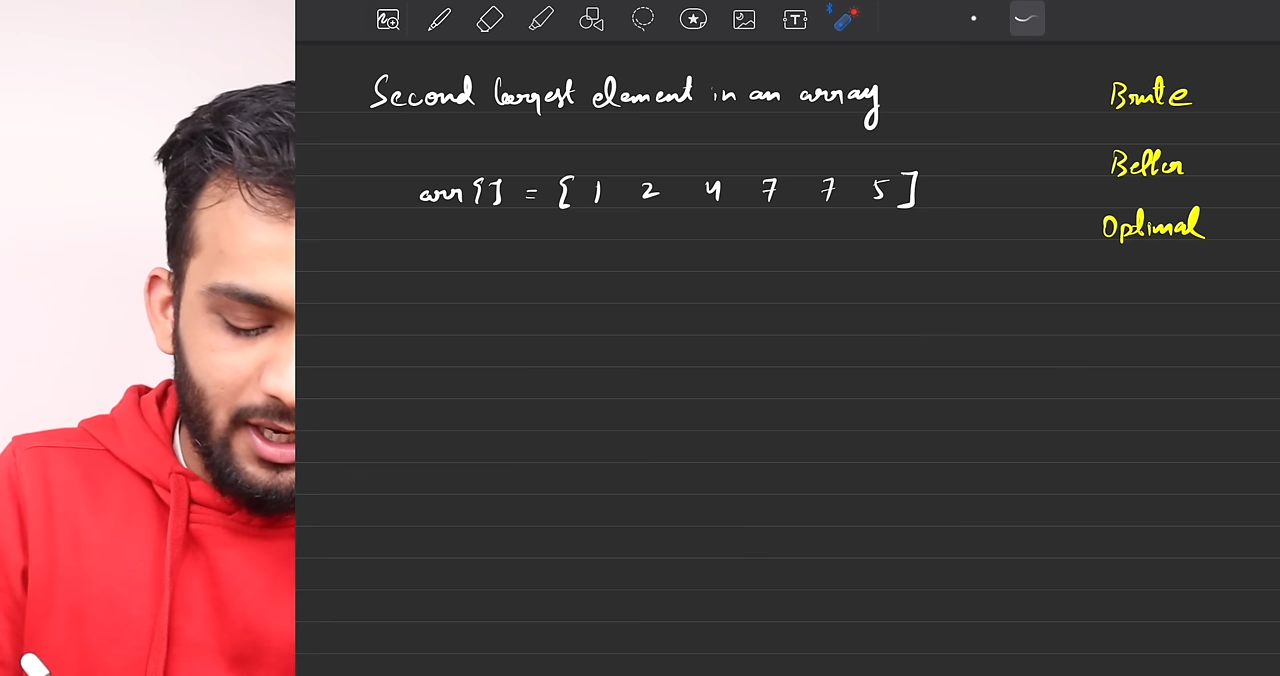 Second largest element in an array
arr[] = [ 1 2 4 7 7 5 ]
Brute
Better
Optimal